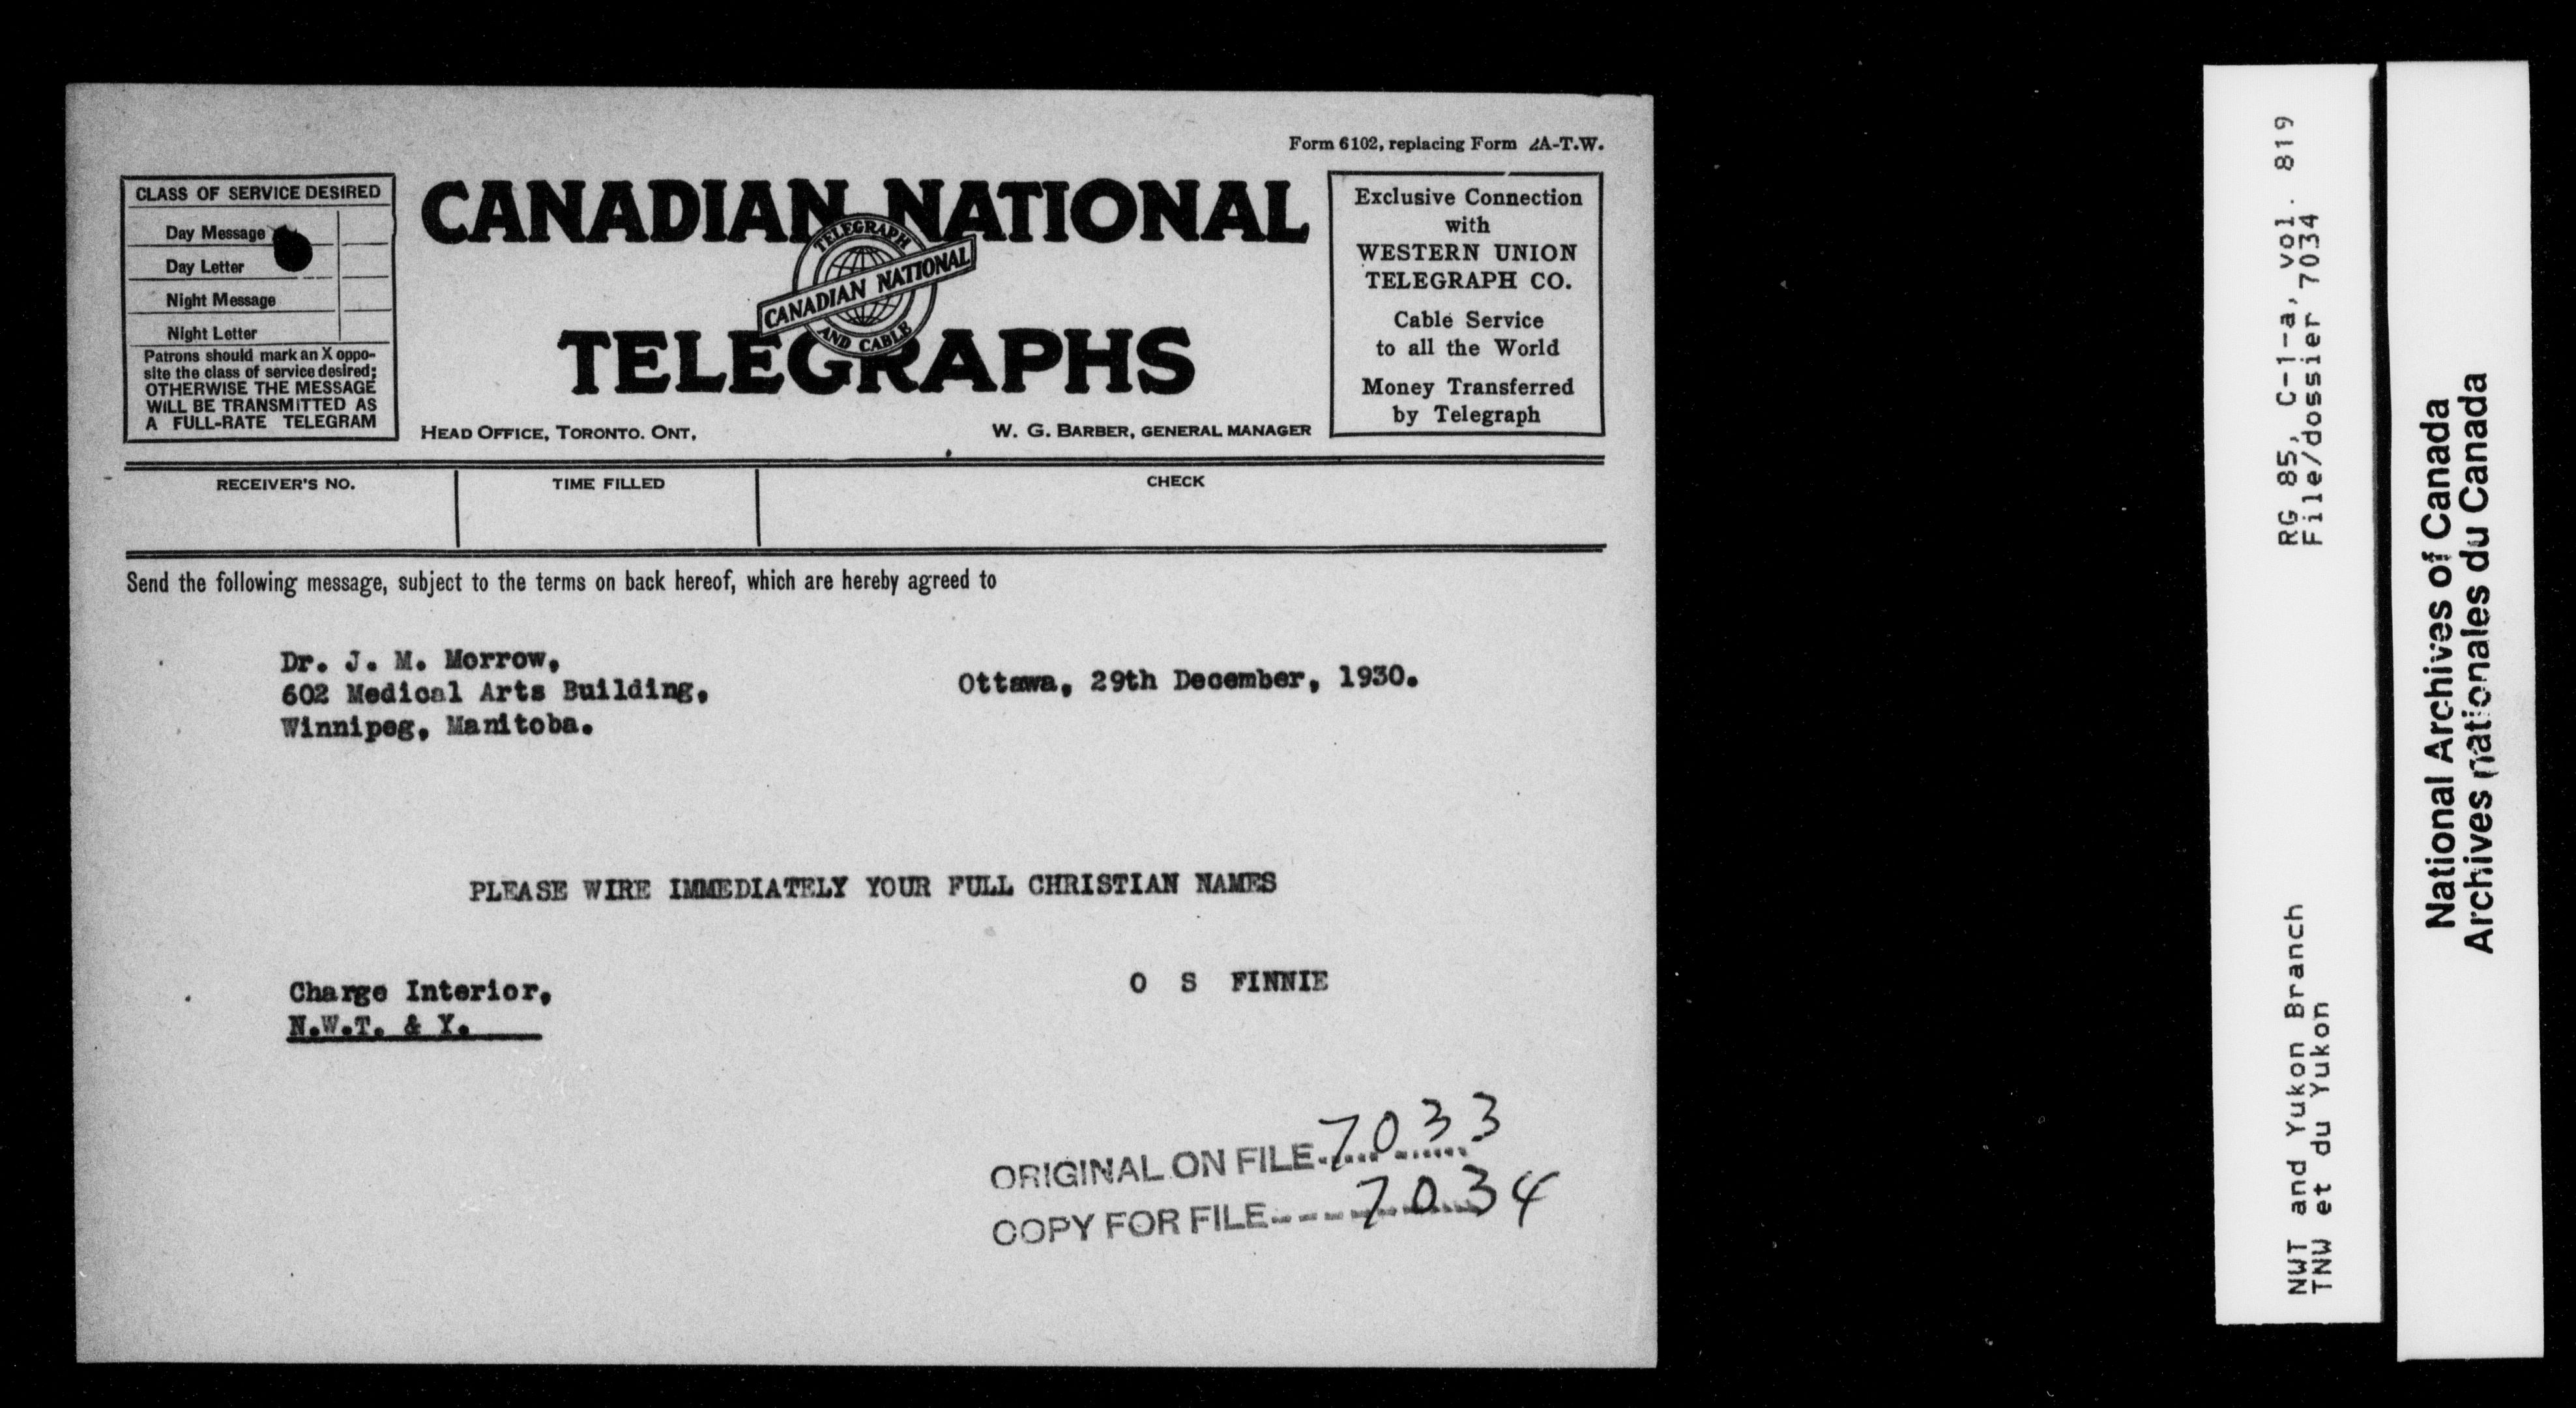 Form 6102, replacing Form 2A-T.W.
CLASS OF SERVICE DESIRED
Day Message
Day Letter
Night Message
Night Letter
Patrons should mark an X oppo-
site the class of service desired;
OTHERWISE THE MESSAGE
WILL BE TRANSMITTED AS
A FULL-RATE TELEGRAM
CANADIAN NATIONAL
TELEGRAPH
CANADIAN NATIONAL
AND CABLE
TELEGRAPHS
HEAD OFFICE, TORONTO. ONT,
W. G. BARBER, GENERAL MANAGER
Exclusive Connection
with
WESTERN UNION
TELEGRAPH CO.
Cable Service
to all the World
Money Transferred
by Telegraph
RECEIVER'S NO.
TIME FILLED
CHECK
Send the following message, subject to the terms on back hereof, which are hereby agreed to
Dr. J. M. Morrow,
602 Medical Arts Building,
Winnipeg, Manitoba.
Ottawa, 29th December, 1930.
PLEASE WIRE IMMEDIATELY YOUR FULL CHRISTIAN NAMES
O S FINNIE
Charge Interior,
N.W.T. & Y.
ORIGINAL ON FILE 7033
COPY FOR FILE 7034
NWT and Yukon Branch RG 85, C-1-a, vol. 819
TNW et du Yukon File/dossier 7034
National Archives of Canada
Archives nationales du Canada